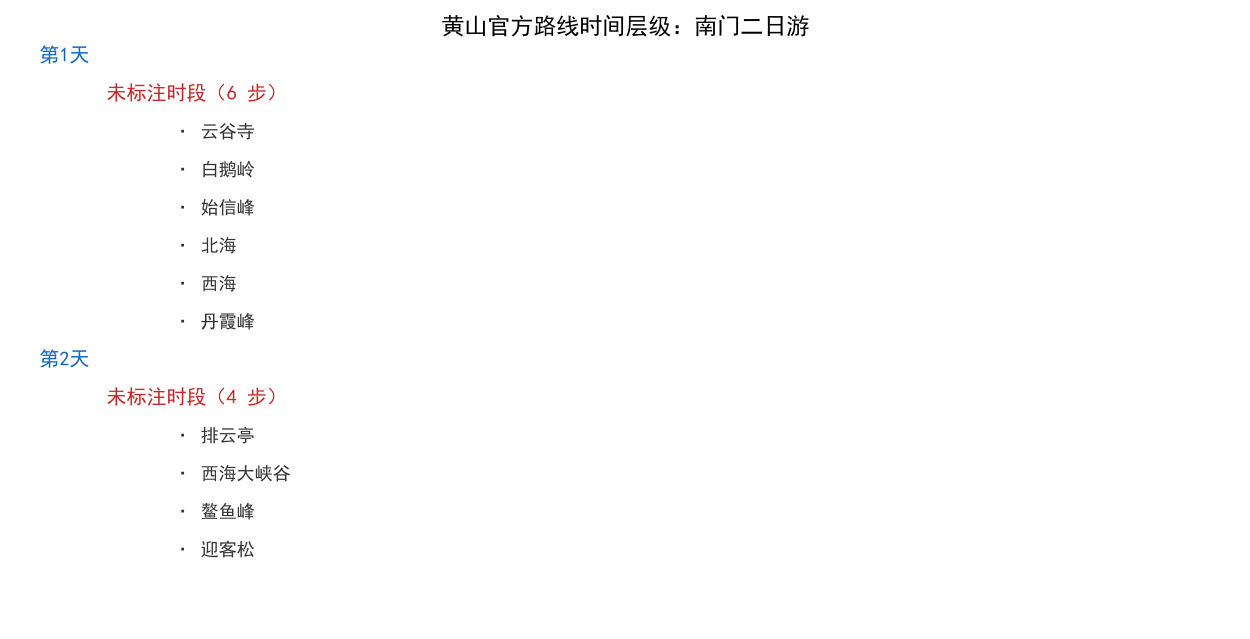 黄山官方路线时间层级：南门二日游
第1天
未标注时段（6 步）
· 云谷寺
· 白鹅岭
· 始信峰
· 北海
· 西海
· 丹霞峰
第2天
未标注时段（4 步）
· 排云亭
· 西海大峡谷
· 鳌鱼峰
· 迎客松